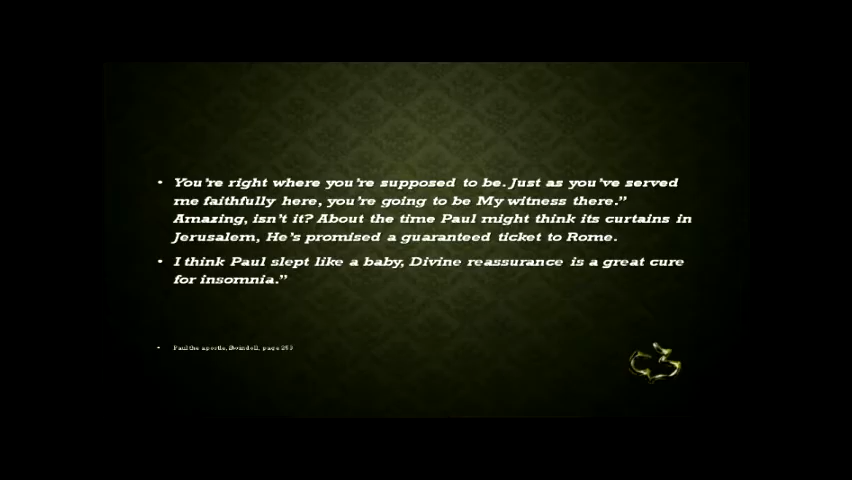 • You're right where you're supposed to be. Just as you've served
me faithfully here, you're going to be My witness there."
Amazing, isn't it? About the time Paul might think its curtains in
Jerusalem, He's promised a guaranteed ticket to Rome.
• I think Paul slept like a baby, Divine reassurance is a great cure
for insomnia."
• Paul the apostle, Swindoll, page